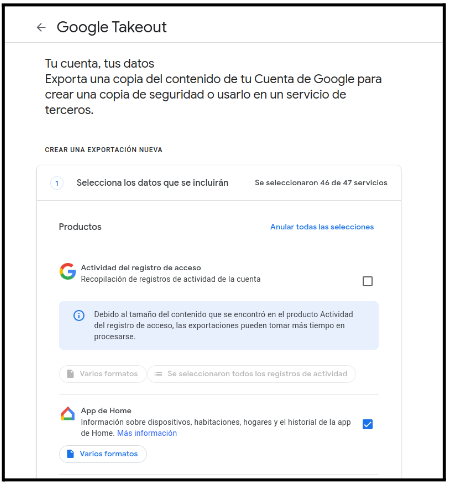 Google Takeout
Tu cuenta, tus datos
Exporta una copia del contenido de tu Cuenta de Google para
crear una copia de seguridad o usarlo en un servicio de
terceros.
CREAR UNA EXPORTACIÓN NUEVA
1 Selecciona los datos que se incluirán Se seleccionaron 46 de 47 servicios
Productos Anular todas las selecciones
Actividad del registro de acceso
Recopilación de registros de actividad de la cuenta
Debido al tamaño del contenido que se encontró en el producto Actividad
del registro de acceso, las exportaciones pueden tomar más tiempo en
procesarse.
Varios formatos Se seleccionaron todos los registros de actividad
App de Home
Información sobre dispositivos, habitaciones, hogares y el historial de la app
de Home. Más información
Varios formatos